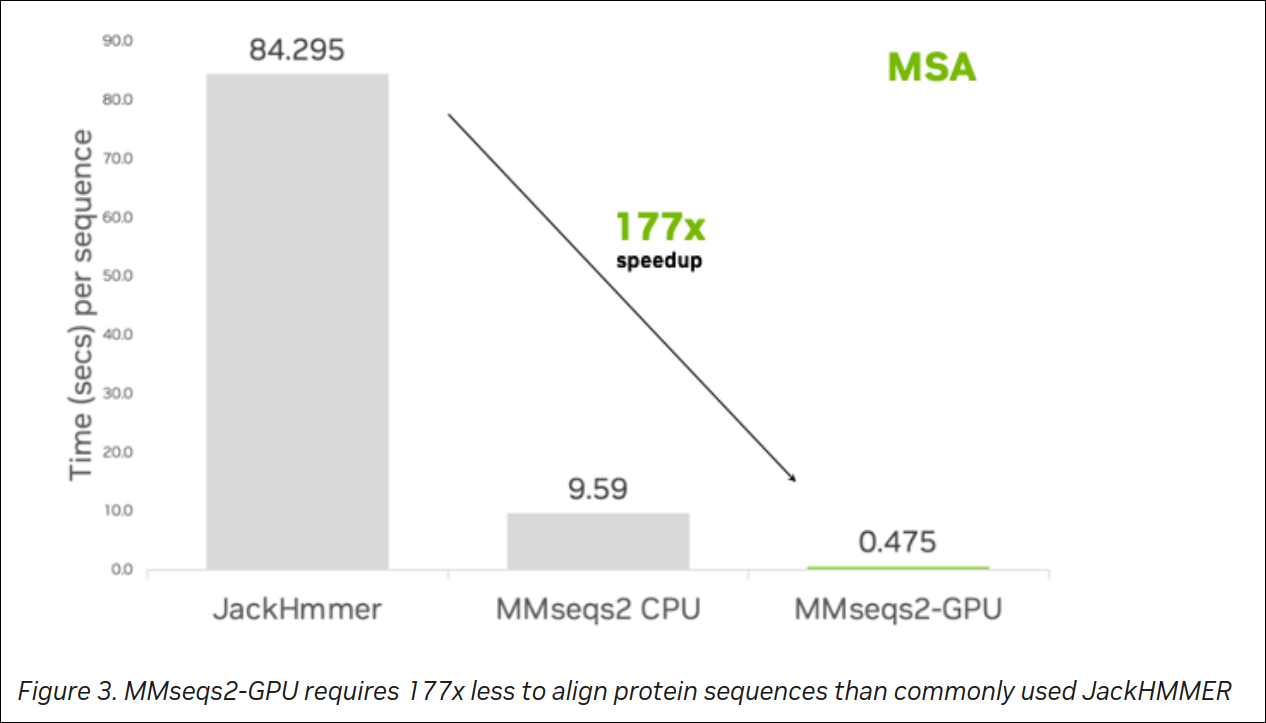 MSA
Time (secs) per sequence
90.0
80.0
70.0
60.0
50.0
40.0
30.0
20.0
10.0
0.0
84.295
177x
speedup
9.59
0.475
JackHmmer
MMseqs2 CPU
MMseqs2-GPU
Figure 3. MMseqs2-GPU requires 177x less to align protein sequences than commonly used JackHMMER